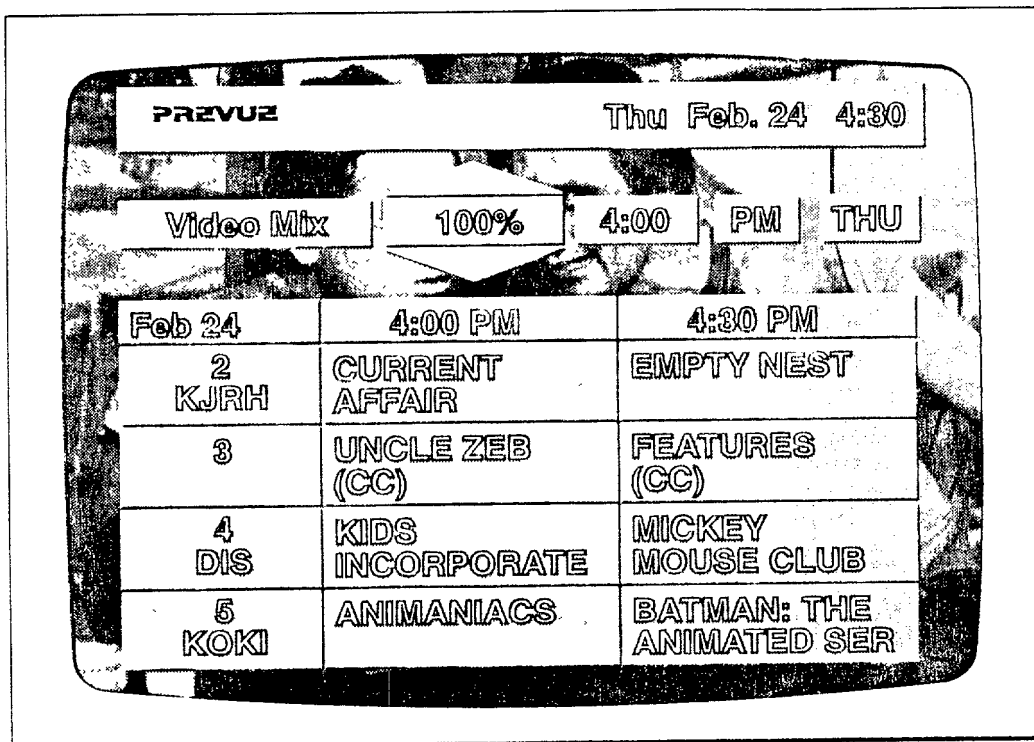 PREVUE Thu Feb. 24 4:30
Video Mix 100% 4:00 PM THU
Feb 24 4:00 PM 4:30 PM
2 CURRENT EMPTY NEST
KJRH AFFAIR
3 UNCLE ZEB FEATURES
(CC) (CC)
4 KIDS MICKEY
DIS INCORPORATE MOUSE CLUB
5 ANIMANIACS BATMAN: THE
KOKI ANIMATED SER